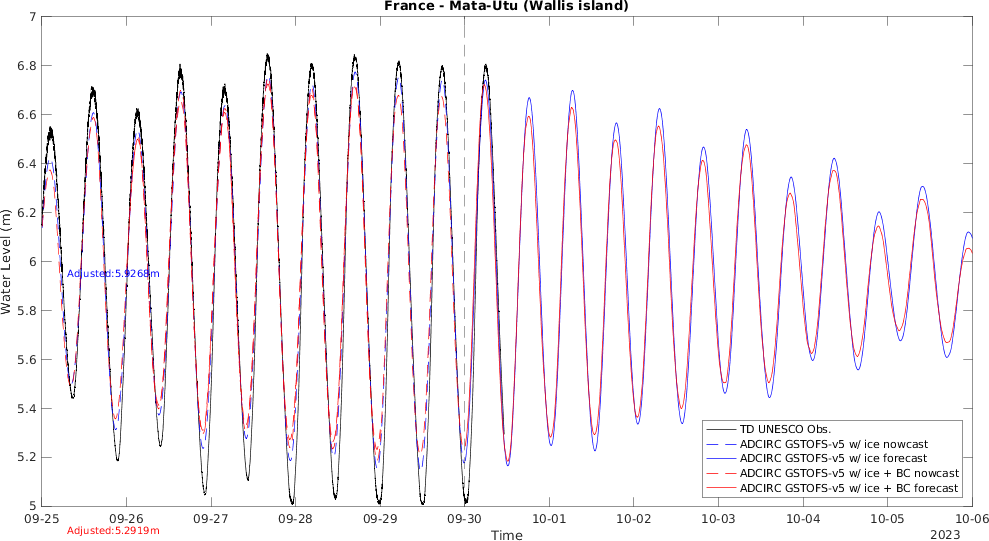 France - Mata-Utu (Wallis island)
7
6.8
6.6
6.4
6.2
6
5.8
5.6
5.4
5.2
5
Water Level (m)
Adjusted:5.9268m
TD UNESCO Obs.
ADCIRC GSTOFS-v5 w/ ice nowcast
ADCIRC GSTOFS-v5 w/ ice forecast
ADCIRC GSTOFS-v5 w/ ice + BC nowcast
ADCIRC GSTOFS-v5 w/ ice + BC forecast
09-25 09-26 09-27 09-28 09-29 09-30 10-01 10-02 10-03 10-04 10-05 10-06
Adjusted:5.2919m
Time
2023